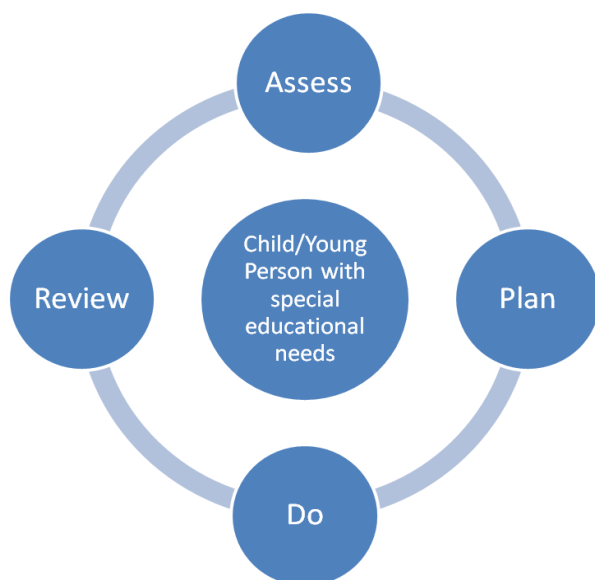 Assess
Child/Young
Person with
special
educational
needs
Review
Plan
Do